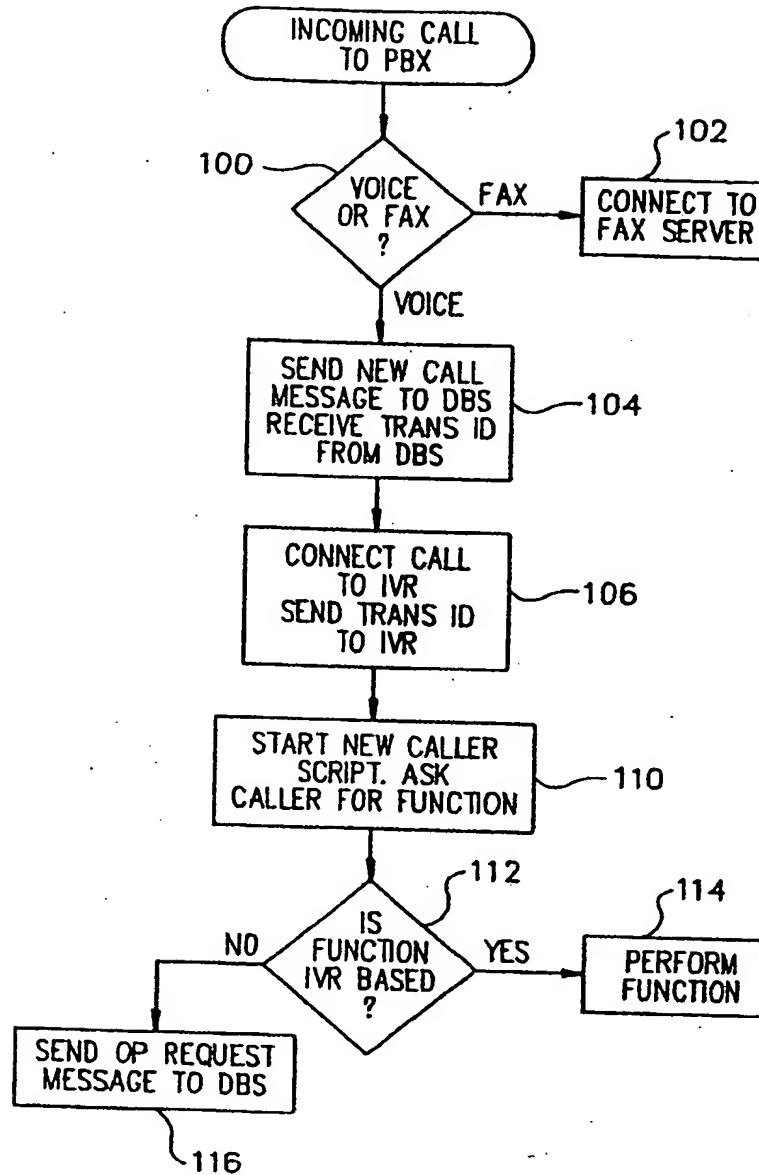 INCOMING CALL
TO PBX
100
VOICE
OR FAX
?
FAX
102
CONNECT TO
FAX SERVER
VOICE
SEND NEW CALL
MESSAGE TO DBS
RECEIVE TRANS ID
FROM DBS
104
CONNECT CALL
TO IVR
SEND TRANS ID
TO IVR
106
START NEW CALLER
SCRIPT. ASK
CALLER FOR FUNCTION
110
112
IS
FUNCTION
IVR BASED
?
NO
YES
114
PERFORM
FUNCTION
SEND OP REQUEST
MESSAGE TO DBS
116